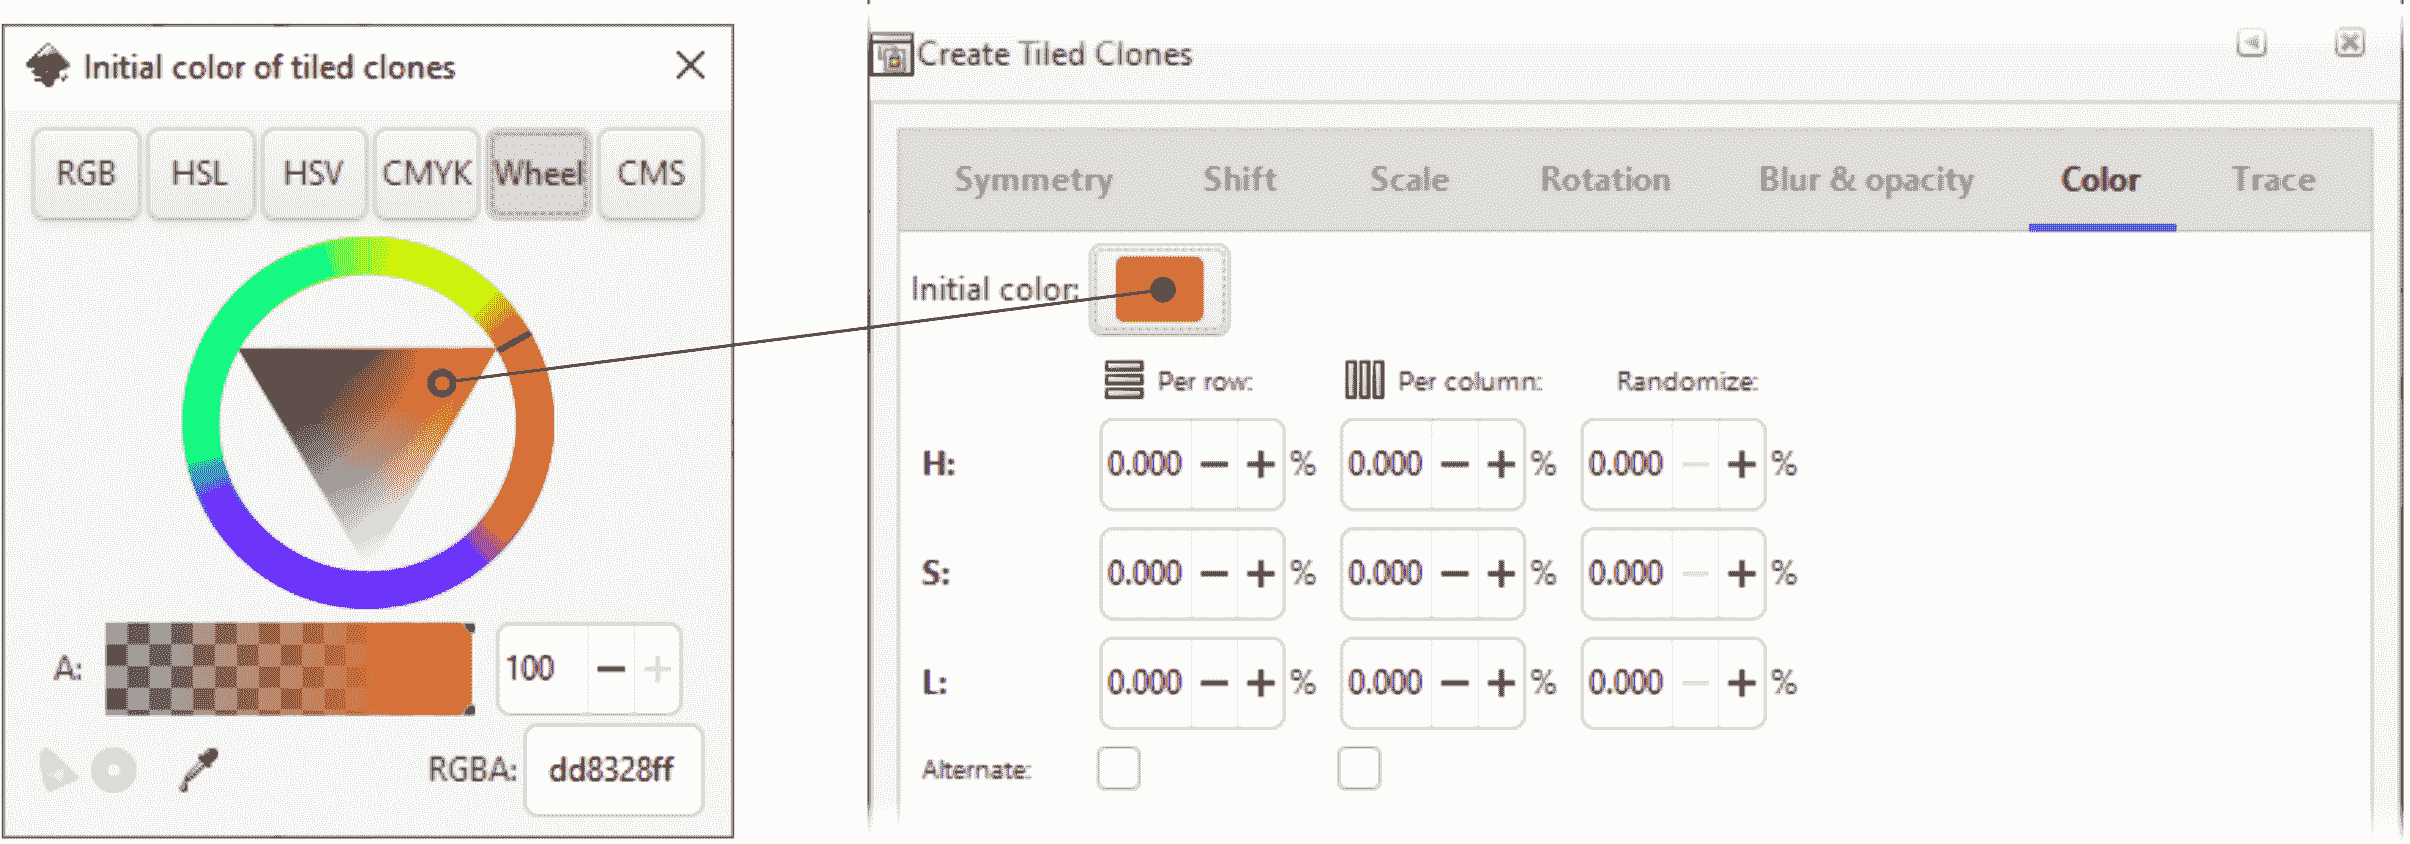 Initial color of tiled clones
RGB HSL HSV CMYK Wheel CMS
A: 100
RGBA: dd8328ff
Create Tiled Clones
Symmetry Shift Scale Rotation Blur & opacity Color Trace
Initial color:
Per row: Per column: Randomize:
H: 0.000 % 0.000 % 0.000 %
S: 0.000 % 0.000 % 0.000 %
L: 0.000 % 0.000 % 0.000 %
Alternate: